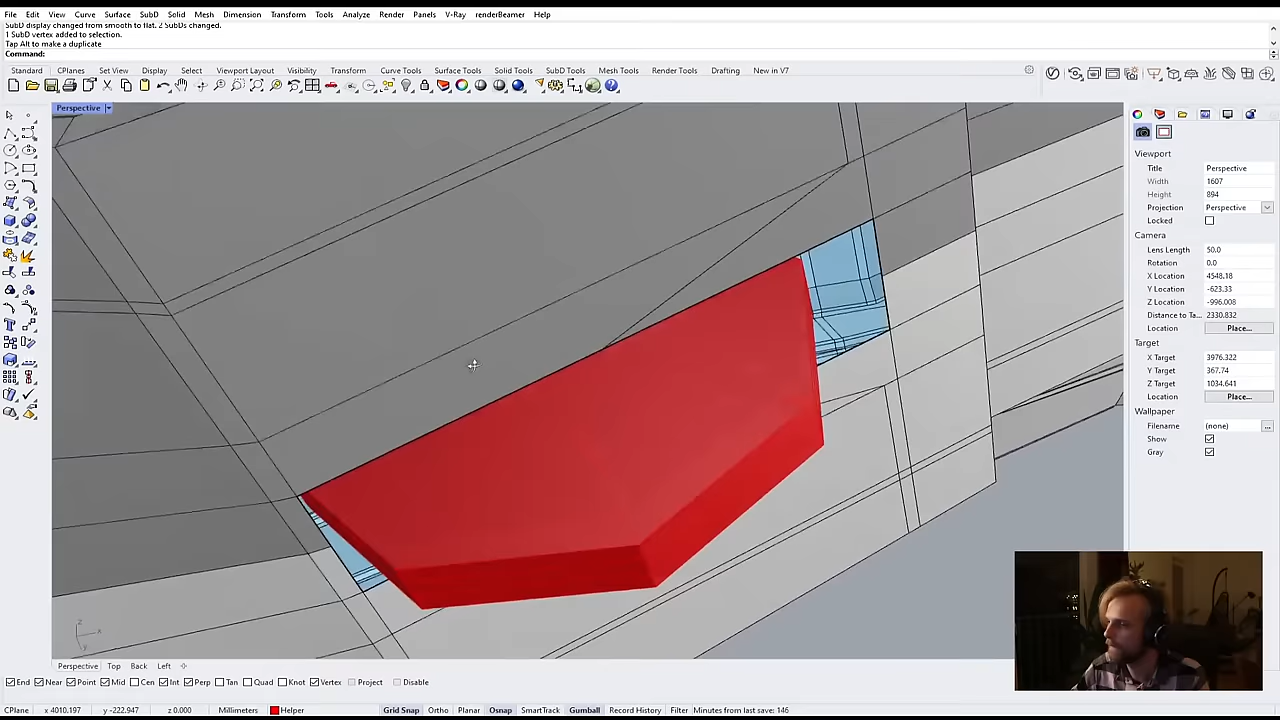 File Edit View Curve Surface SubD Solid Mesh Dimension Transform Tools Analyze Render Panels V-Ray renderBeamer Help
SubD display changed from smooth to flat. 2 SubDs changed.
1 SubD vertex added to selection.
Tap Alt to make a duplicate
Command:
Standard CPlanes Set View Display Select Viewport Layout Visibility Transform Curve Tools Surface Tools Solid Tools SubD Tools Mesh Tools Render Tools Drafting New in V7
Perspective
Viewport
Title Perspective
Width 1607
Height 894
Projection Perspective
Locked
Camera
Lens Length 50.0
Rotation 0.0
X Location 4548.18
Y Location -623.33
Z Location -996.008
Distance to Ta... 2330.832
Location Place...
Target
X Target 3976.322
Y Target 367.74
Z Target 1034.641
Location Place...
Wallpaper
Filename (none) ...
Show
Gray
z x y
Perspective Top Back Left
End Near Point Mid Cen Int Perp Tan Quad Knot Vertex Project Disable
CPlane x 4010.197 y -222.947 z 0.000 Millimeters Helper Grid Snap Ortho Planar Osnap SmartTrack Gumball Record History Filter Minutes from last save: 146